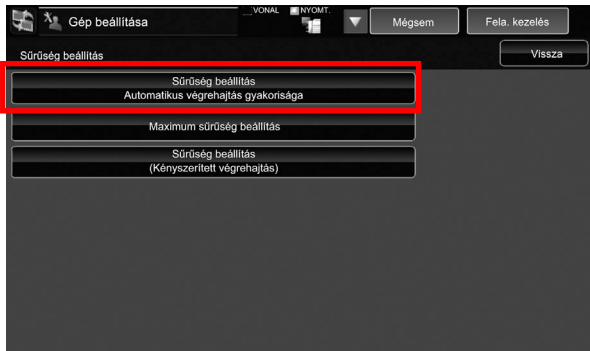 VONAL NYOMT.
Gép beállítása
Mégsem
Fela. kezelés
Sűrűség beállítás
Vissza
Sűrűség beállítás
Automatikus végrehajtás gyakorisága
Maximum sűrűség beállítás
Sűrűség beállítás
(Kényszerített végrehajtás)